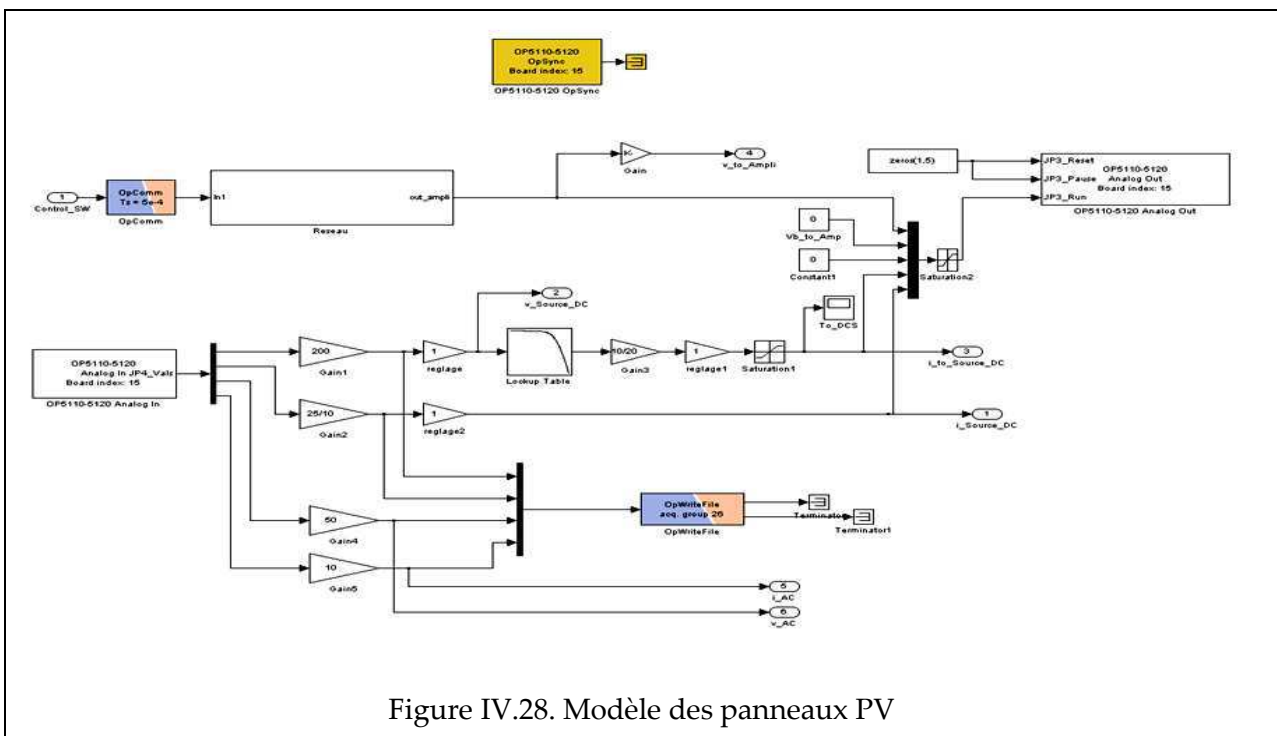 OP5110-5120
OpSync
Board index: 15
OP5110-5120 OpSync
K-
Gain
4
v_to_Ampli
zeros(1,5)
JP3_Reset
OP5110-5120
JP3_Pause
Analog Out
Board index: 15
JP3_Run
OP5110-5120 Analog Out
1
Control_SW
OpComm
Ts = 5e-4
OpComm
In1
out_ampli
Reseau
0
Vb_to_Amp
0
Constant1
Saturation2
2
v_Source_DC
To_DCS
OP5110-5120
Analog In JP4_Vals
Board index: 15
OP5110-5120 Analog In
200
Gain1
1
reglage
Lookup Table
10/20
Gain3
1
reglage1
Saturation1
3
i_to_Source_DC
25/10
Gain2
1
reglage2
1
i_Source_DC
50
Gain4
OpWriteFile
acq. group 25
OpWriteFile
Terminator
Terminator1
10
Gain5
5
i_AC
6
v_AC
Figure IV.28. Modèle des panneaux PV